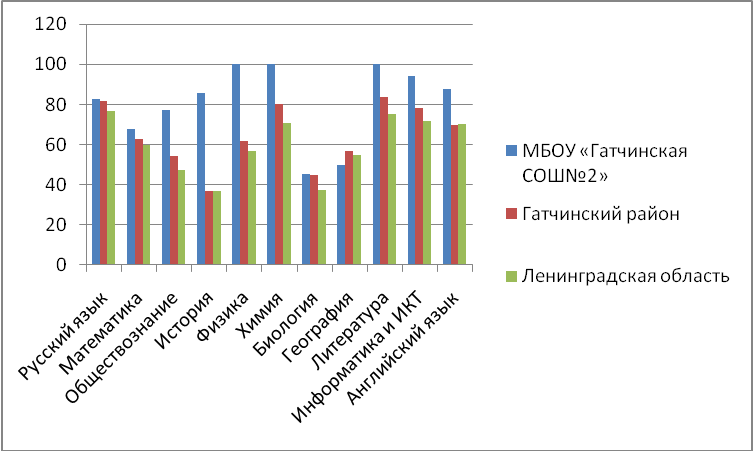 120
100
80
60
40
20
0
Русский язык
Математика
Обществознание
История
Физика
Химия
Биология
География
Литература
Информатика и ИКТ
Английский язык
МБОУ «Гатчинская
СОШ№2»
Гатчинский район
Ленинградская область